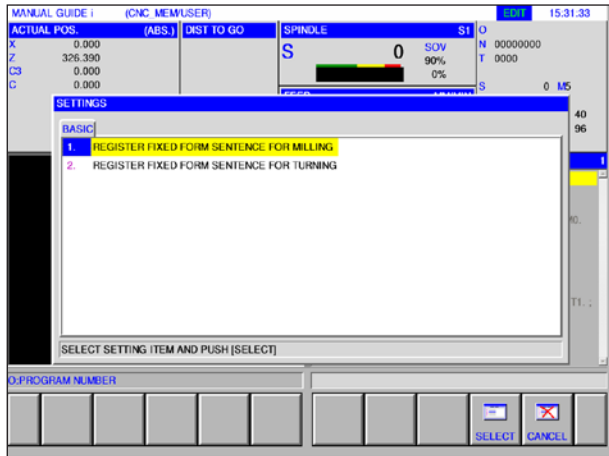 MANUAL GUIDE i (CNC_MEM/USER) EDIT 15:31:33
ACTUAL POS. (ABS.) DIST TO GO SPINDLE S1 O
X 0.000 N 00000000
Z 326.390 S 0 SOV T 0000
C3 0.000 90%
C 0.000 0% S 0 M5
SETTINGS
40
BASIC 96
1. REGISTER FIXED FORM SENTENCE FOR MILLING 1
2. REGISTER FIXED FORM SENTENCE FOR TURNING
M0.
T1. ;
SELECT SETTING ITEM AND PUSH [SELECT]
O:PROGRAM NUMBER
SELECT CANCEL